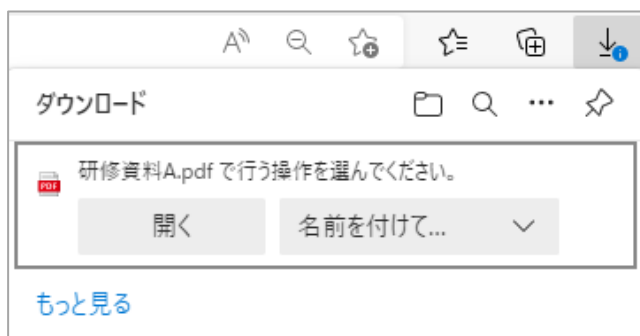 ダウンロード
PDF
研修資料A.pdf で行う操作を選んでください。
開く
名前を付けて...
もっと見る